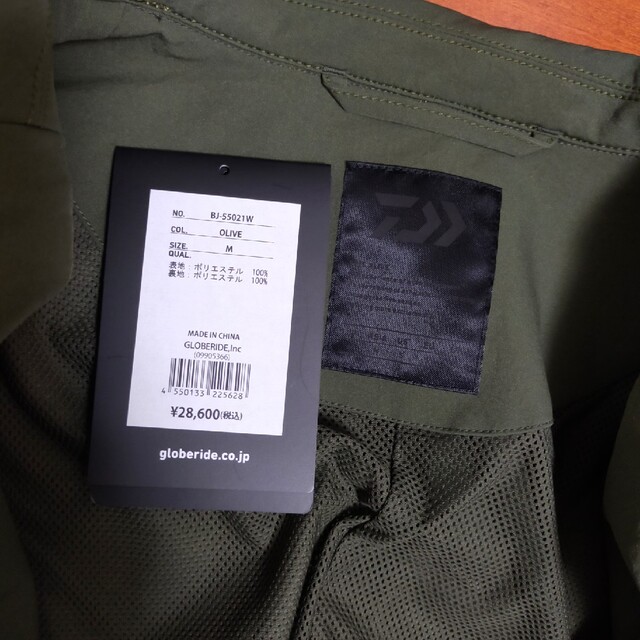 NO. BJ-55021W
COL. OLIVE
SIZE. M
QUAL.
表地：ポリエステル 100%
裏地：ポリエステル 100%
MADE IN CHINA
GLOBERIDE,Inc
(09905366)
4 550133 225628
¥28,600(税込)
globeride.co.jp